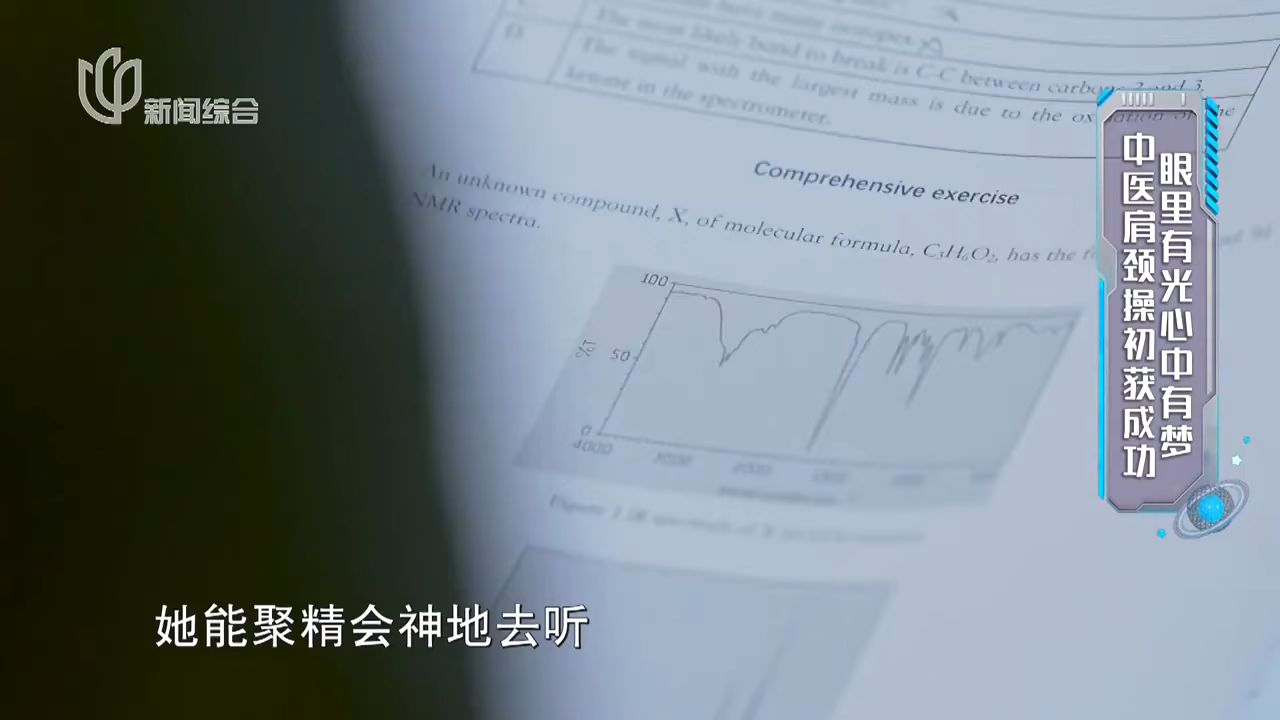 新闻综合
The most likely bond to break is C-C between carbons 2 and 3.
The signal with the largest mass is due to the
ketone in the spectrometer.
Comprehensive exercise
An unknown compound, X, of molecular formula, C₃H₆O₂, has the
NMR spectra.
100
%T
50
0
4000
3000
2000
眼里有光心中有梦
中医肩颈操初获成功
她能聚精会神地去听